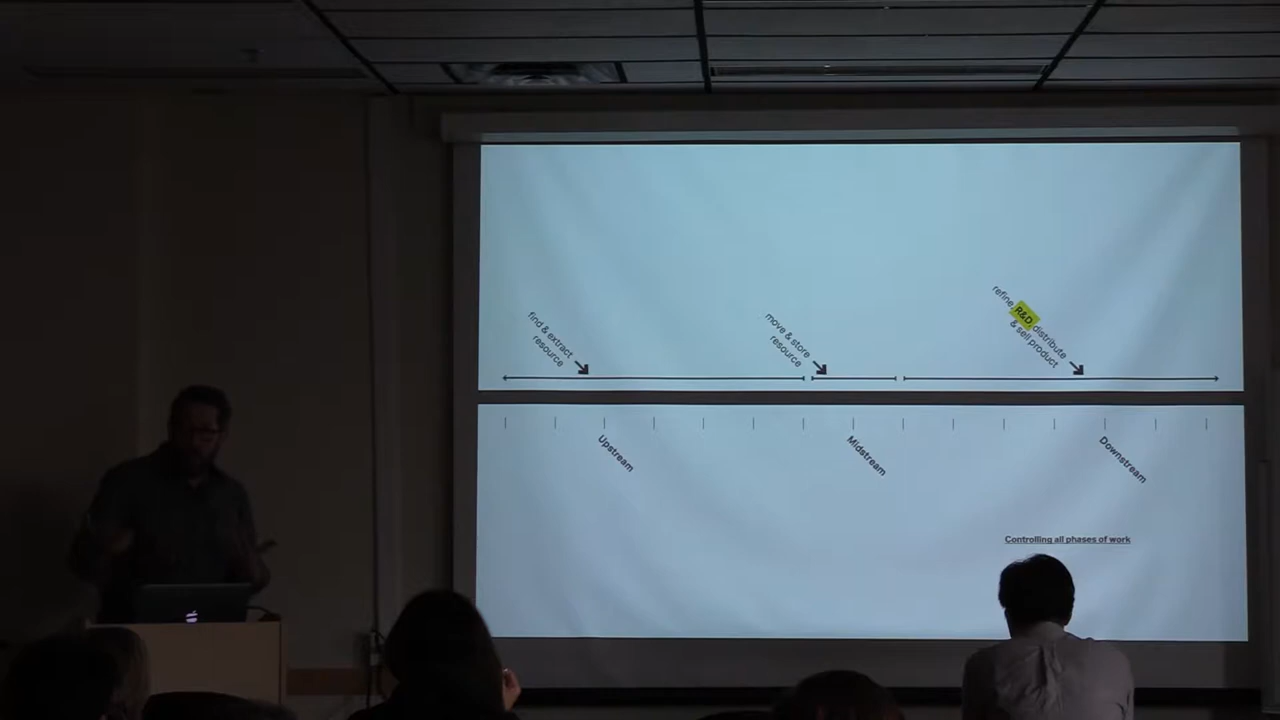 find & extract
resource
move & store
resource
refine, R&D, distribute
& sell product
Upstream
Midstream
Downstream
Controlling all phases of work